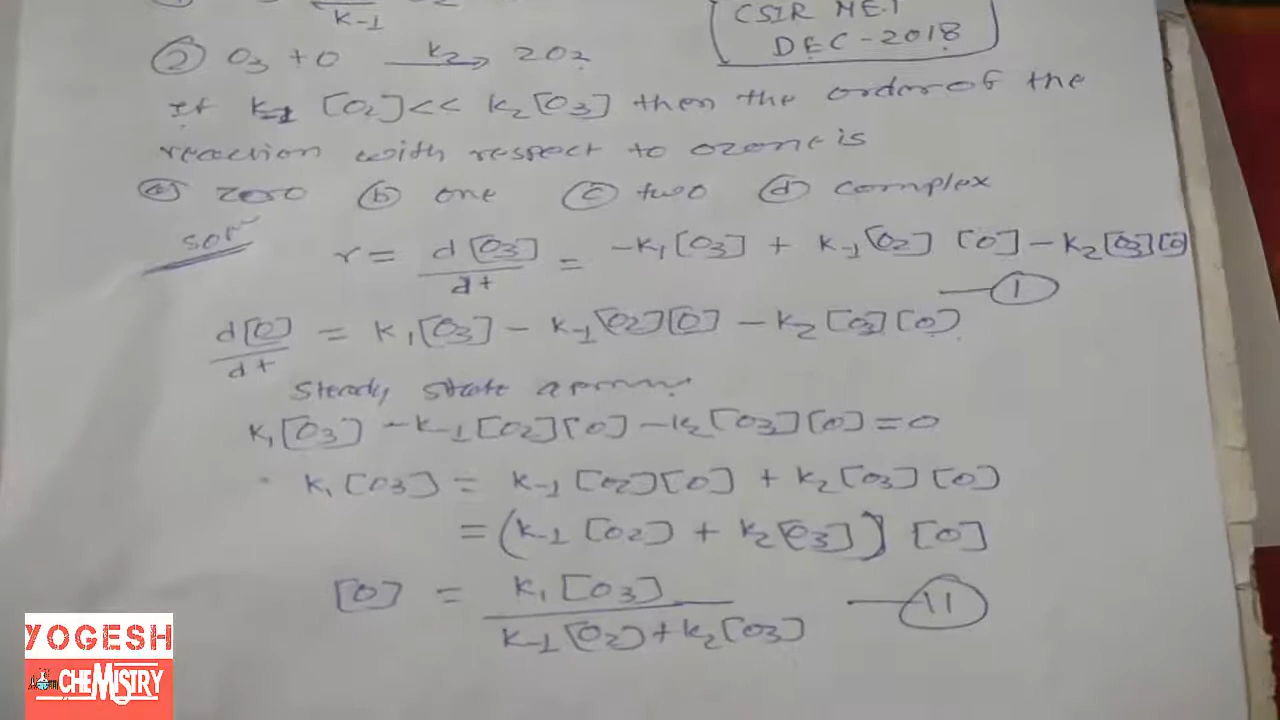 k-1
CSIR NET
DEC-2018
② O3 + O k2 → 2O2
If k-1 [O2] << k2 [O3] then the order of the
reaction with respect to ozone is
ⓐ zero ⓑ one ⓒ two ⓓ complex
Sol
r = d[O3]/dt = -k1[O3] + k-1[O2] [O] - k2[O3][O]
— I
d[O]/dt = k1[O3] - k-1[O2][O] - k2[O3][O]
Steady state
k1[O3] - k-1[O2][O] - k2[O3][O] = 0
k1[O3] = k-1[O2][O] + k2[O3][O]
= (k-1[O2] + k2[O3]) [O]
[O] = k1[O3] / k-1[O2] + k2[O3] — II
YOGESH
CHEMISTRY